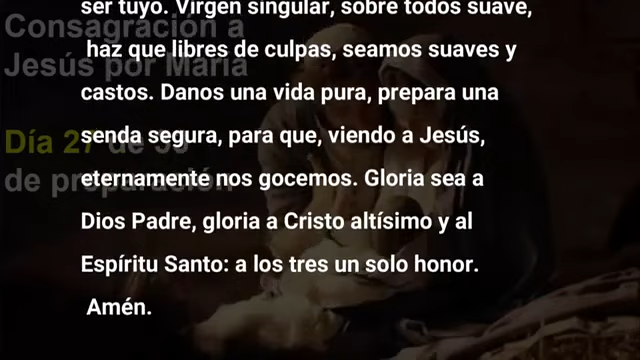 ser tuyo. Virgen singular, sobre todos suave,
haz que libres de culpas, seamos suaves y
castos. Danos una vida pura, prepara una
senda segura, para que, viendo a Jesús,
eternamente nos gocemos. Gloria sea a
Dios Padre, gloria a Cristo altísimo y al
Espíritu Santo: a los tres un solo honor.
Amén.
Consagración a
Jesús por María
Día 27 de
de preparación